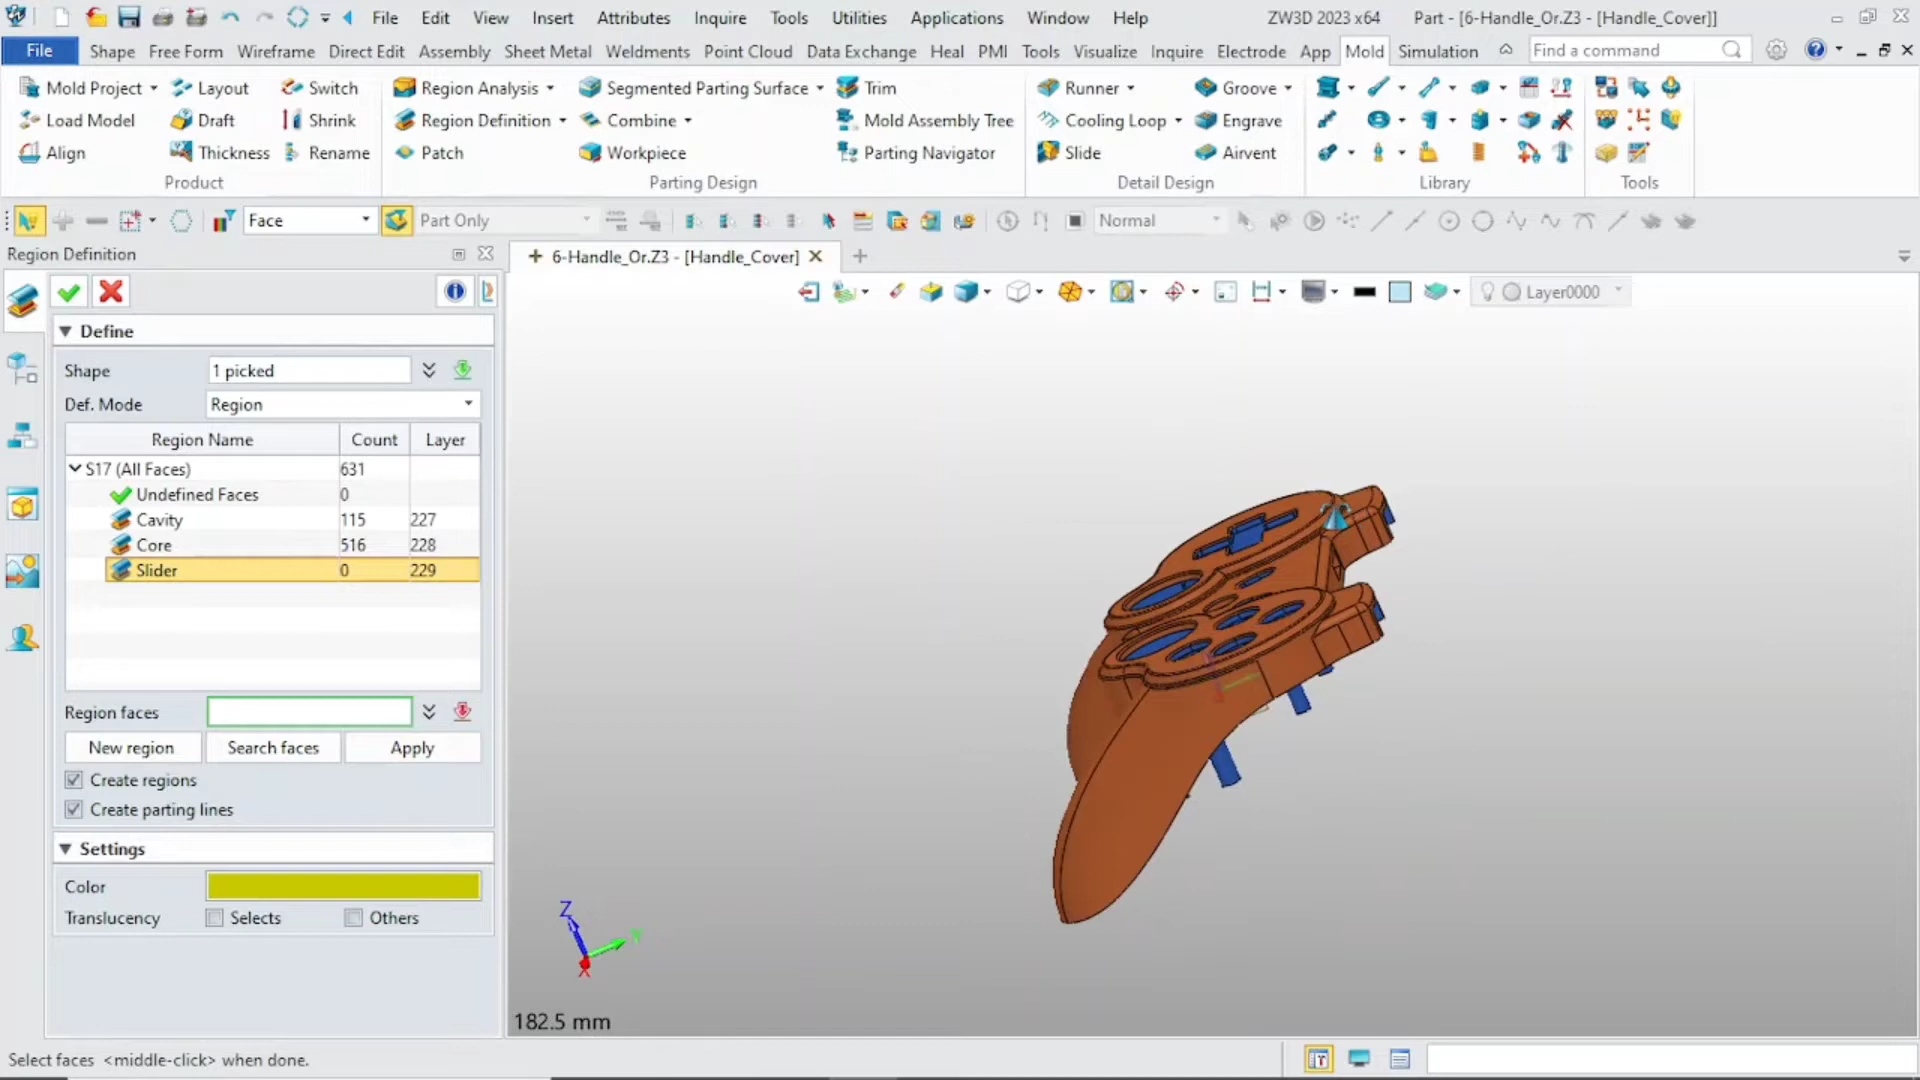 File Edit View Insert Attributes Inquire Tools Utilities Applications Window Help ZW3D 2023 x64 Part - [6-Handle_Or.Z3 - [Handle_Cover]]
File Shape Free Form Wireframe Direct Edit Assembly Sheet Metal Weldments Point Cloud Data Exchange Heal PMI Tools Visualize Inquire Electrode App Mold Simulation Find a command
Mold Project Layout Switch Region Analysis Segmented Parting Surface Trim Runner Groove
Load Model Draft Shrink Region Definition Combine Mold Assembly Tree Cooling Loop Engrave
Align Thickness Rename Patch Workpiece Parting Navigator Slide Airvent
Product Parting Design Detail Design Library Tools
Face Part Only Normal
Region Definition
6-Handle_Or.Z3 - [Handle_Cover]
Layer0000
Define
Shape 1 picked
Def. Mode Region
Region Name Count Layer
S17 (All Faces) 631
Undefined Faces 0
Cavity 115 227
Core 516 228
Slider 0 229
Region faces
New region Search faces Apply
Create regions
Create parting lines
Settings
Color
Translucency Selects Others
Z
Y
X
182.5 mm
Select faces <middle-click> when done.